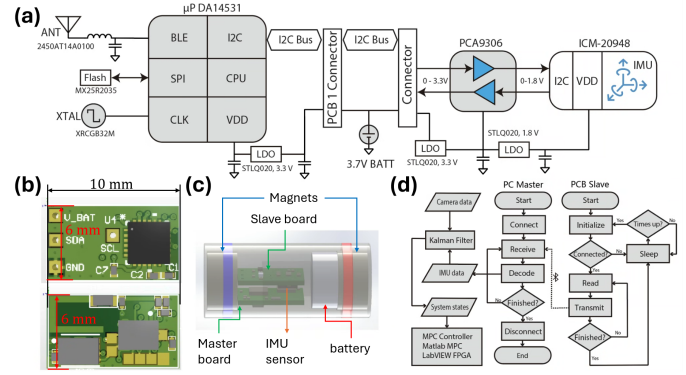 (a)
μP DA14531
ANT
2450AT14A0100
BLE
I2C
I2C Bus
I2C Bus
PCA9306
ICM-20948
IMU
Flash
MX25R2035
SPI
CPU
PCB 1 Connector
Connector
0 - 3.3V
0-1.8 V
I2C
VDD
XTAL
XRCGB32M
CLK
VDD
LDO
STLQ020, 3.3 V
3.7V BATT
LDO
STLQ020, 3.3 V
STLQ020, 1.8 V
LDO
(b)
10 mm
V_BAT
U1
6 mm
SDA
SCL
GND
C7
C2
C1
6 mm
(c)
Magnets
Slave board
Master
board
IMU
sensor
battery
(d)
PC Master
PCB Slave
Camera data
Start
Start
Kalman Filter
Connect
Initialize
Yes
Times up?
Receive
No
IMU data
Decode
Connected?
No
Sleep
Yes
System states
Finished?
No
Read
Yes
Transmit
MPC Controller
Matlab MPC
LabVIEW FPGA
Disconnect
Finished?
No
End
Yes